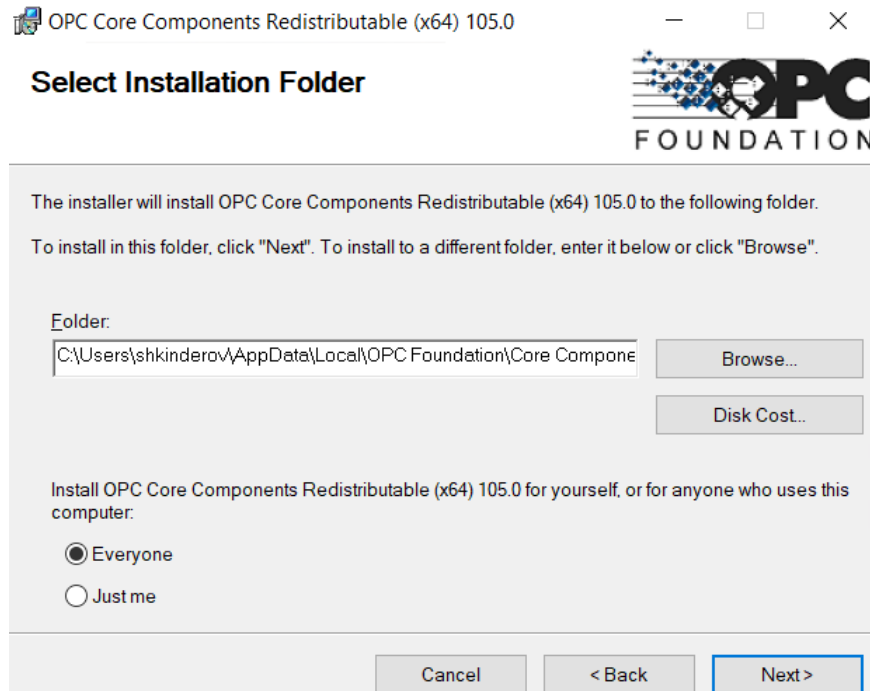 OPC Core Components Redistributable (x64) 105.0
Select Installation Folder
OPC
FOUNDATION
The installer will install OPC Core Components Redistributable (x64) 105.0 to the following folder.
To install in this folder, click "Next". To install to a different folder, enter it below or click "Browse".
Folder:
C:\Users\shkinderov\AppData\Local\OPC Foundation\Core Compone
Browse...
Disk Cost...
Install OPC Core Components Redistributable (x64) 105.0 for yourself, or for anyone who uses this
computer:
Everyone
Just me
Cancel
< Back
Next >